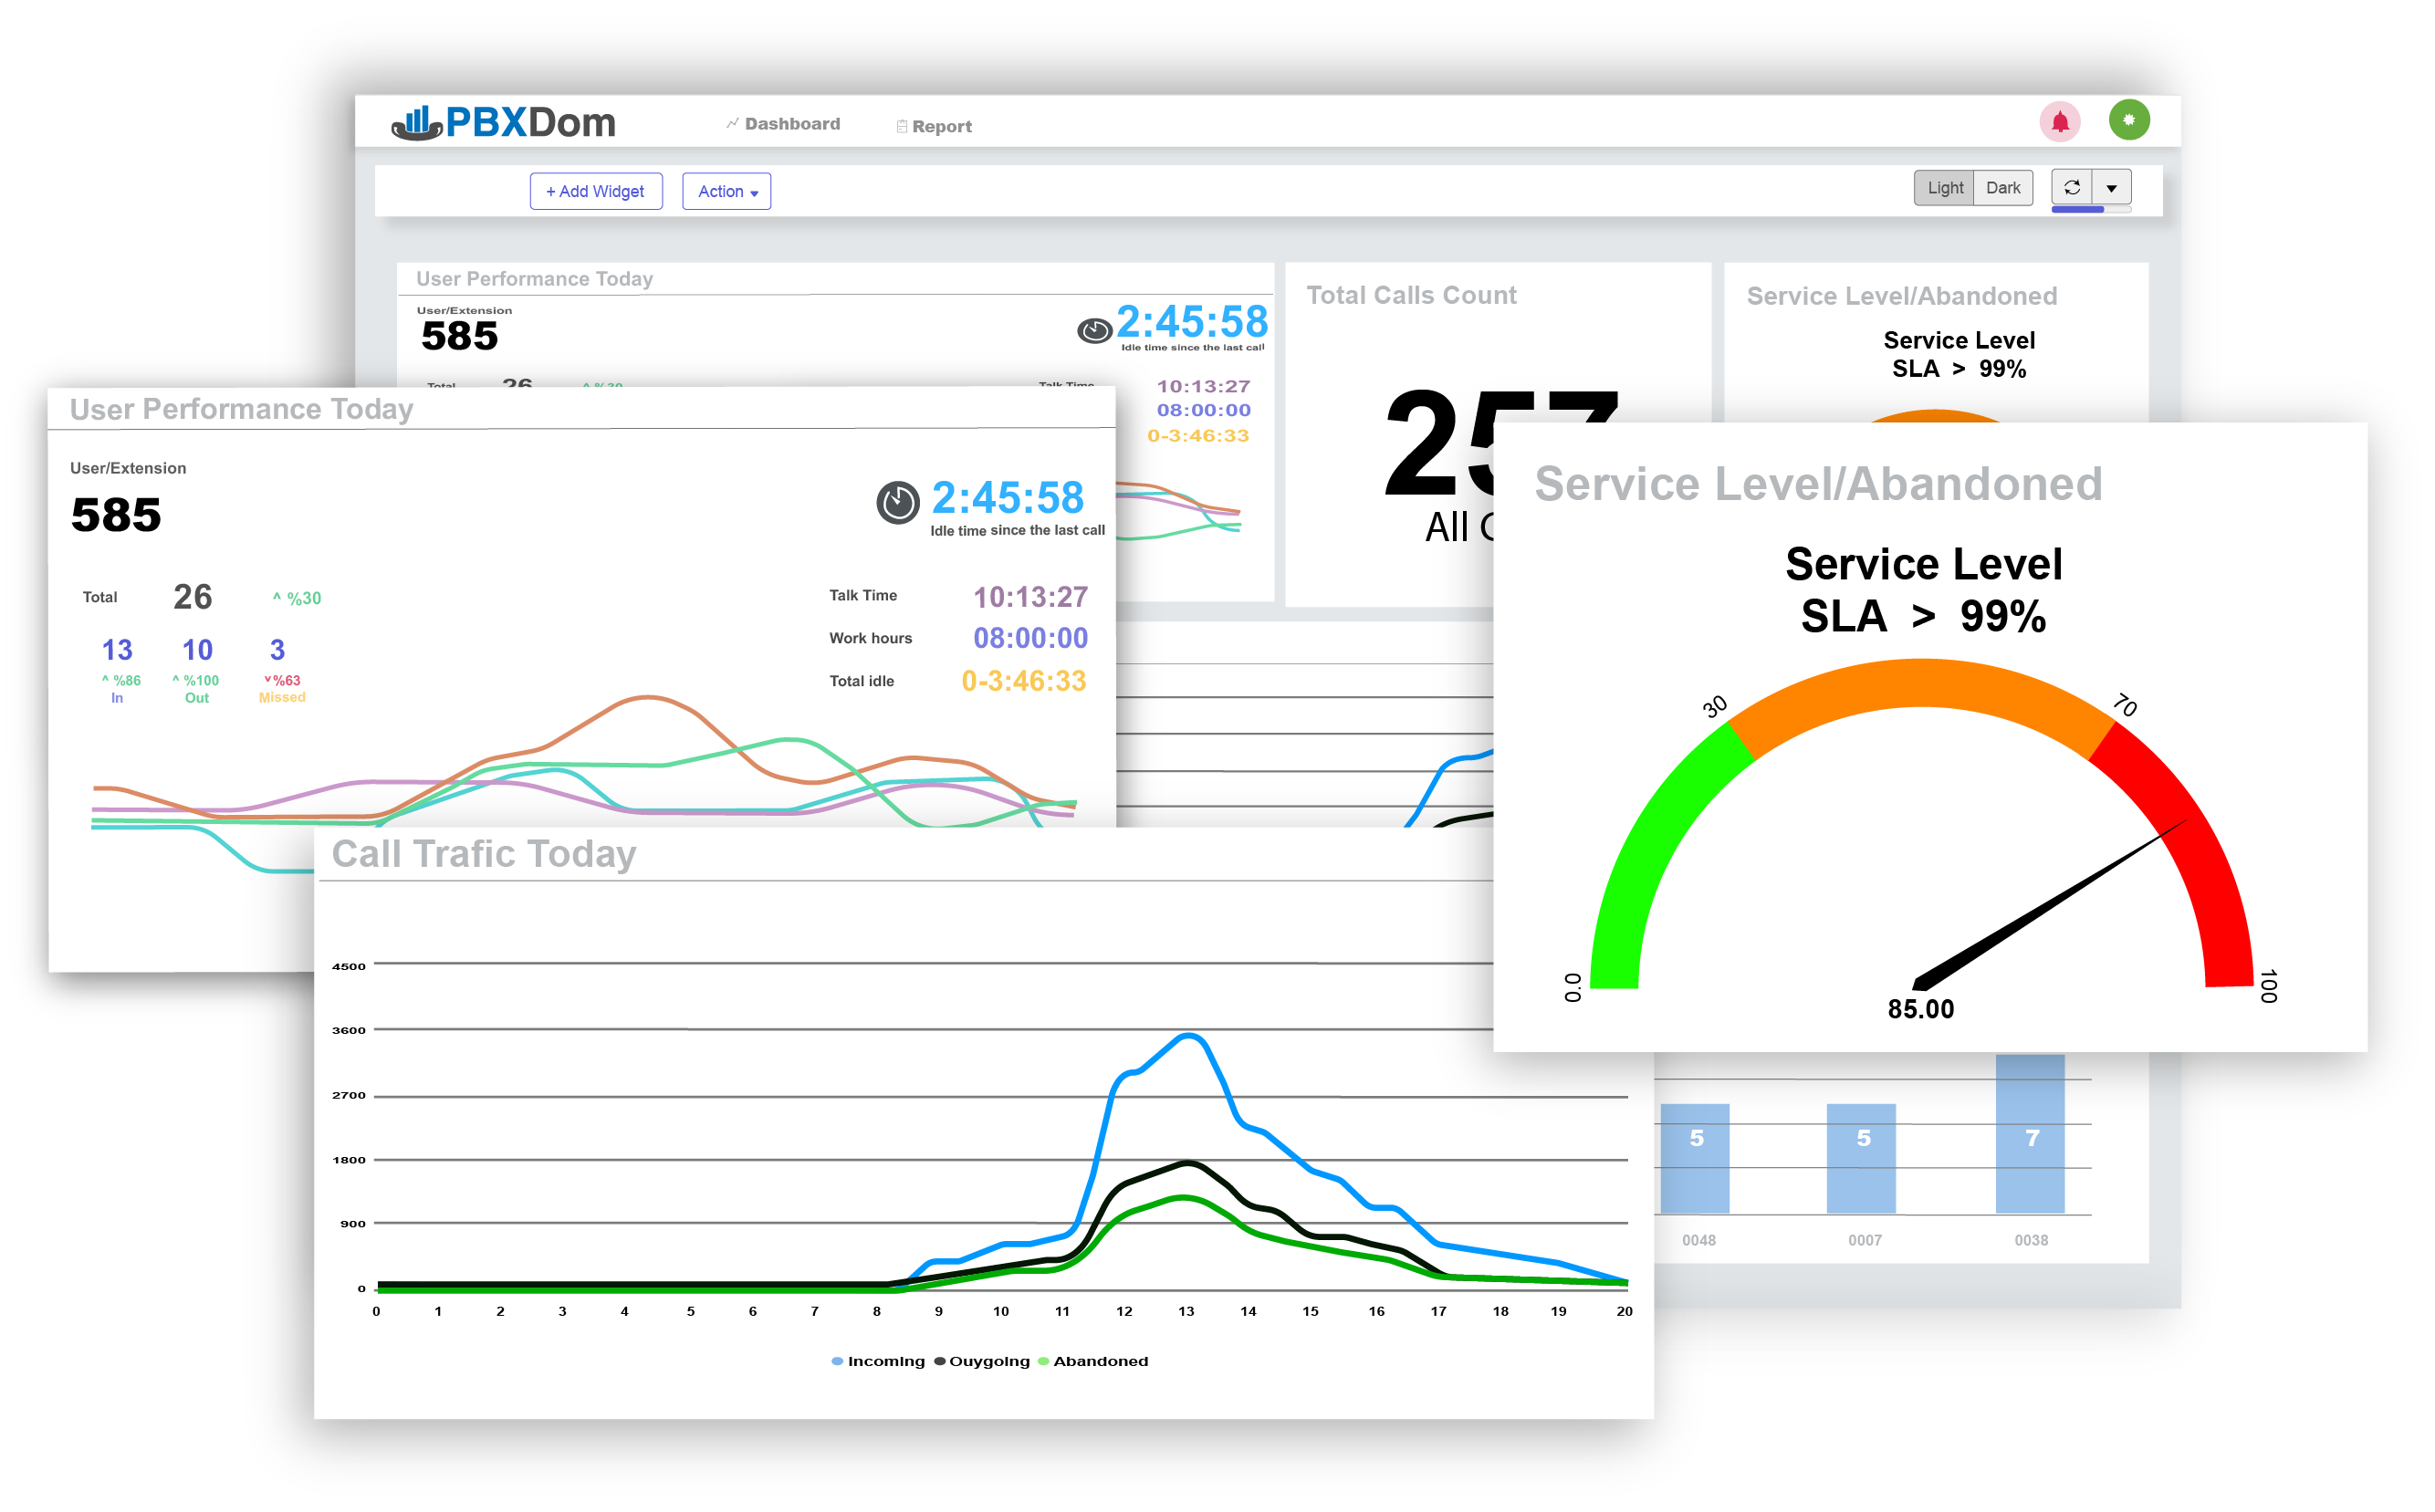 PBXDom
Dashboard
Report
+ Add Widget
Action
Light
Dark
User Performance Today
User/Extension
585
2:45:58
Idle time since the last call
Total
26
^ %30
Talk Time
10:13:27
08:00:00
0-3:46:33
Total Calls Count
257
All
Service Level/Abandoned
Service Level
SLA > 99%
User Performance Today
User/Extension
585
2:45:58
Idle time since the last call
Total 26 ^ %30
13 10 3
^ %86 ^ %100 v%63
In Out Missed
Talk Time 10:13:27
Work hours 08:00:00
Total idle 0-3:46:33
Service Level/Abandoned
Service Level
SLA > 99%
30
70
0.0
100
85.00
Call Trafic Today
4500
3600
2700
1800
900
0
0 1 2 3 4 5 6 7 8 9 10 11 12 13 14 15 16 17 18 19 20
Incoming Ouygoing Abandoned
5 5 7
0048 0007 0038